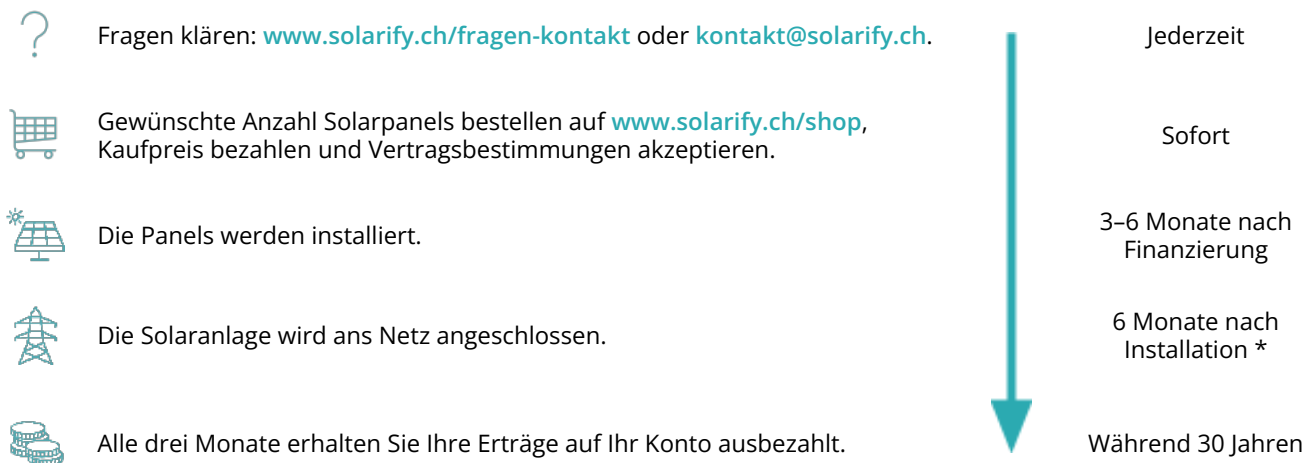 Fragen klären: www.solarify.ch/fragen-kontakt oder kontakt@solarify.ch.
Jederzeit
Gewünschte Anzahl Solarpanels bestellen auf www.solarify.ch/shop,
Kaufpreis bezahlen und Vertragsbestimmungen akzeptieren.
Sofort
Die Panels werden installiert.
3–6 Monate nach
Finanzierung
Die Solaranlage wird ans Netz angeschlossen.
6 Monate nach
Installation *
Alle drei Monate erhalten Sie Ihre Erträge auf Ihr Konto ausbezahlt.
Während 30 Jahren